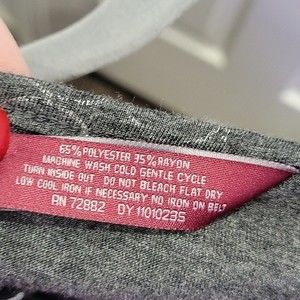 65% POLYESTER 35% RAYON
MACHINE WASH COLD GENTLE CYCLE
TURN INSIDE OUT DO NOT BLEACH FLAT DRY
LOW COOL IRON IF NECESSARY NO IRON ON BELT
RN 72882 DY 11010235